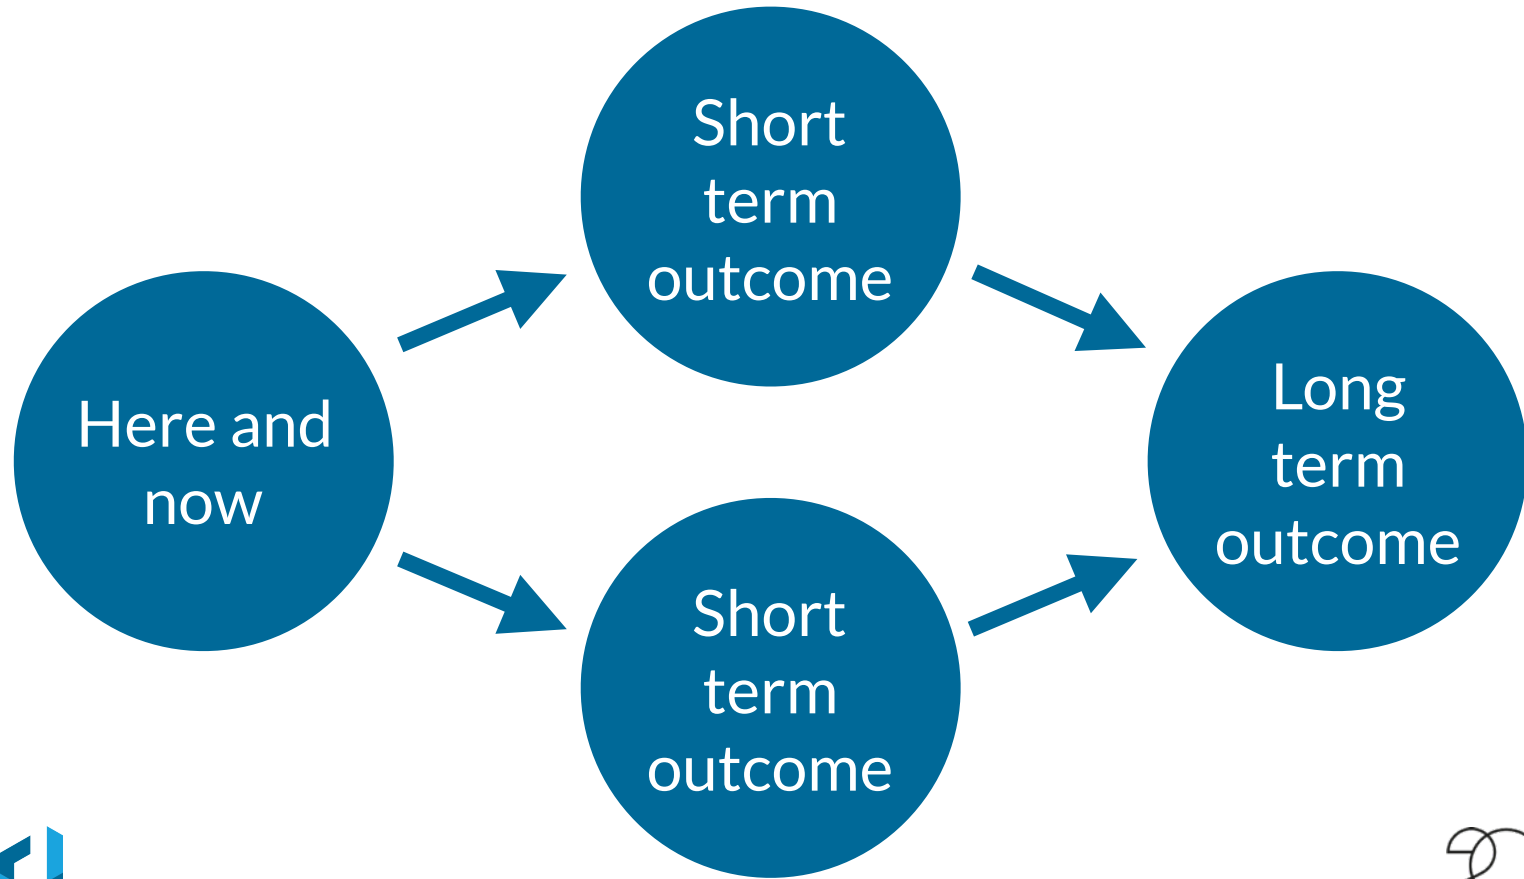 Short
term
outcome
Here and
now
Long
term
outcome
Short
term
outcome